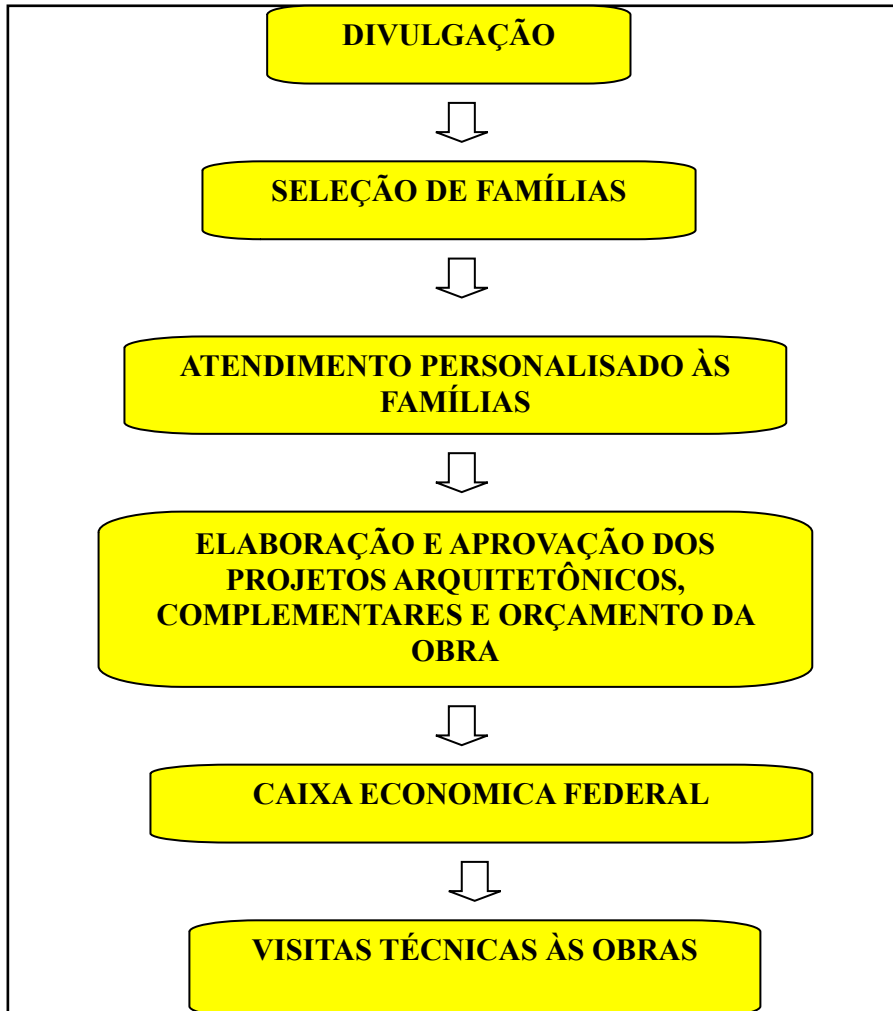 DIVULGAÇÃO
SELEÇÃO DE FAMÍLIAS
ATENDIMENTO PERSONALISADO ÀS
FAMÍLIAS
ELABORAÇÃO E APROVAÇÃO DOS
PROJETOS ARQUITETÔNICOS,
COMPLEMENTARES E ORÇAMENTO DA
OBRA
CAIXA ECONOMICA FEDERAL
VISITAS TÉCNICAS ÀS OBRAS